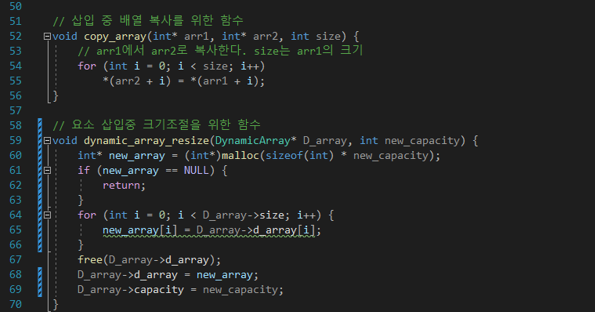 50
51 // 삽입 중 배열 복사를 위한 함수
52 void copy_array(int* arr1, int* arr2, int size) {
53 // arr1에서 arr2로 복사한다. size는 arr1의 크기
54 for (int i = 0; i < size; i++)
55 *(arr2 + i) = *(arr1 + i);
56 }
57
58 // 요소 삽입중 크기조절을 위한 함수
59 void dynamic_array_resize(DynamicArray* D_array, int new_capacity) {
60 int* new_array = (int*)malloc(sizeof(int) * new_capacity);
61 if (new_array == NULL) {
62 return;
63 }
64 for (int i = 0; i < D_array->size; i++) {
65 new_array[i] = D_array->d_array[i];
66 }
67 free(D_array->d_array);
68 D_array->d_array = new_array;
69 D_array->capacity = new_capacity;
70 }